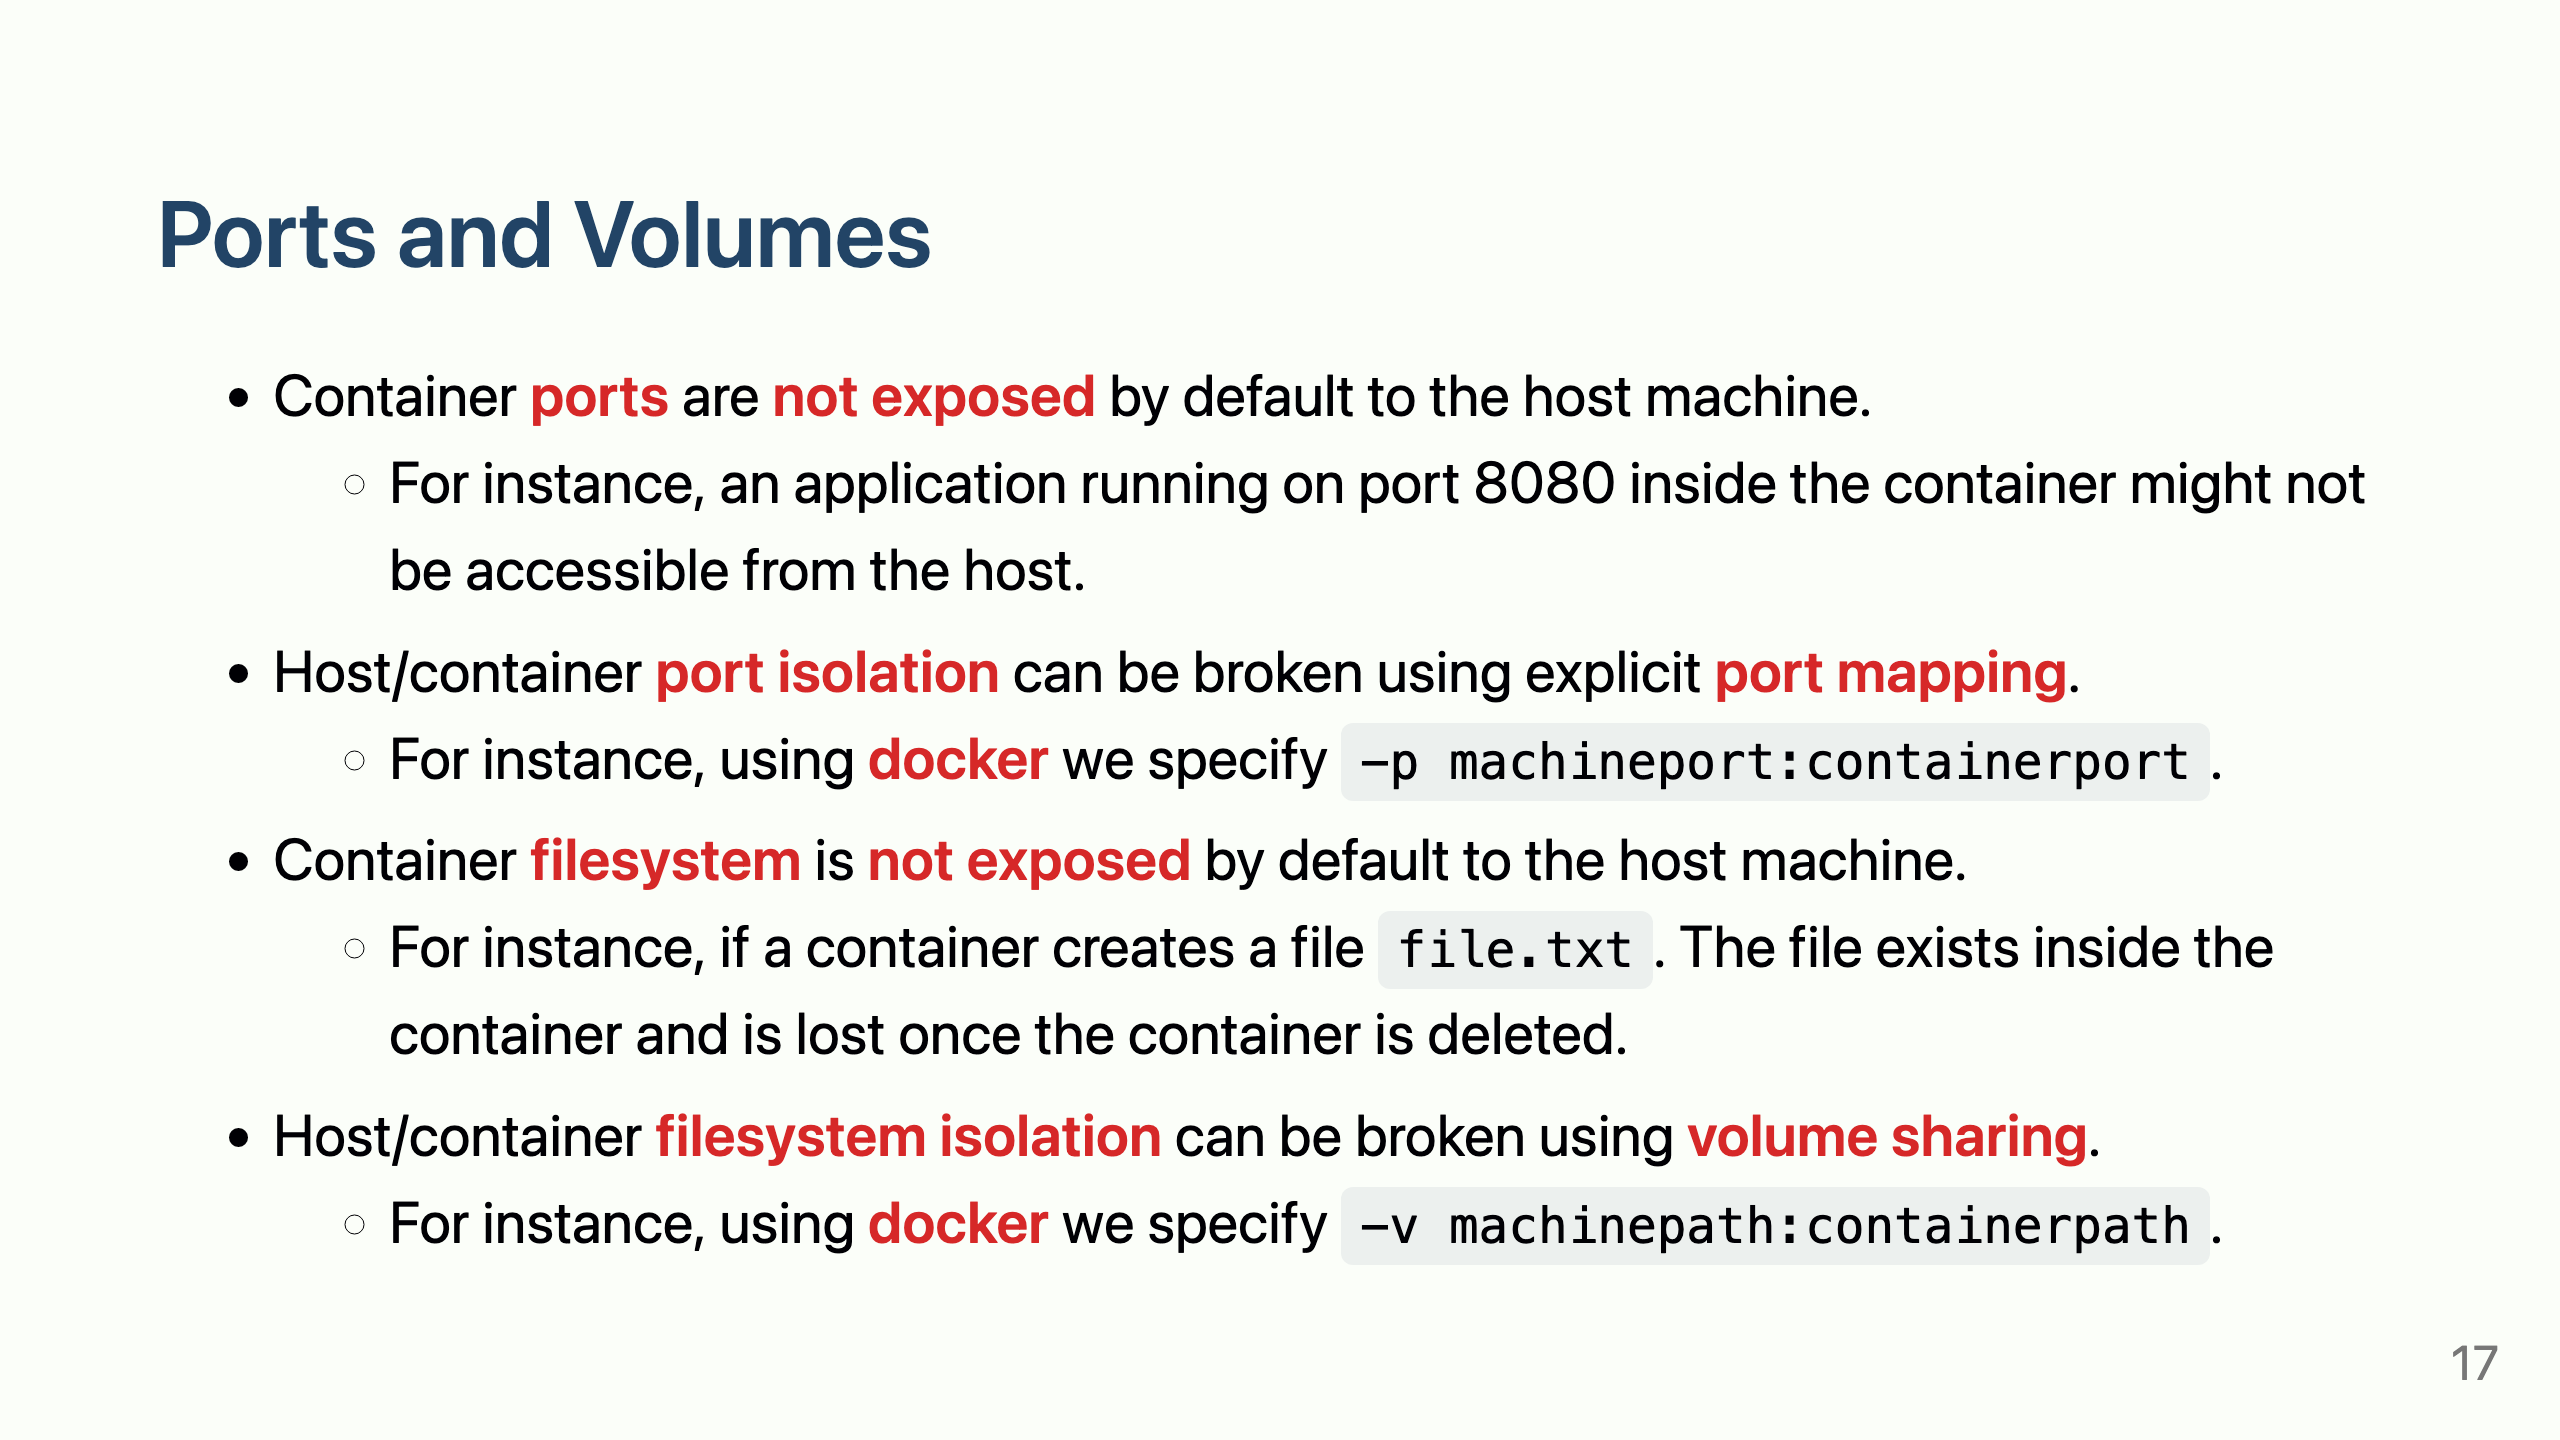 Ports and Volumes
• Container ports are not exposed by default to the host machine.
○ For instance, an application running on port 8080 inside the container might not
be accessible from the host.
• Host/container port isolation can be broken using explicit port mapping.
○ For instance, using docker we specify -p machineport:containerport.
• Container filesystem is not exposed by default to the host machine.
○ For instance, if a container creates a file file.txt. The file exists inside the
container and is lost once the container is deleted.
• Host/container filesystem isolation can be broken using volume sharing.
○ For instance, using docker we specify -v machinepath:containerpath.
17